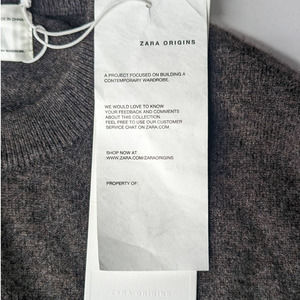 ZARA ORIGINS
A PROJECT FOCUSED ON BUILDING A
CONTEMPORARY WARDROBE.
WE WOULD LOVE TO KNOW
YOUR FEEDBACK AND COMMENTS
ABOUT THIS COLLECTION.
FEEL FREE TO USE OUR CUSTOMER
SERVICE CHAT ON ZARA.COM.
SHOP NOW AT:
WWW.ZARA.COM/ZARAORIGINS
PROPERTY OF:
ZARA ORIGINS